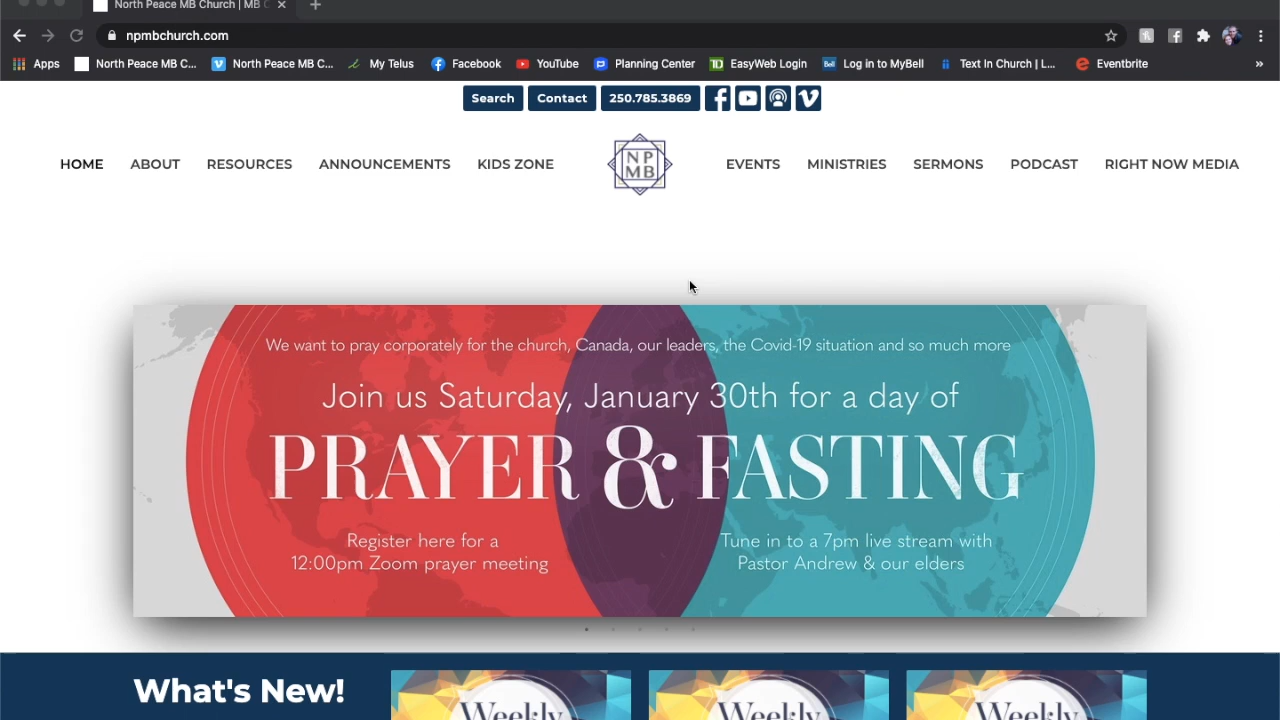 North Peace MB Church | MB C
npmbchurch.com
Apps
North Peace MB C...
North Peace MB C...
My Telus
Facebook
YouTube
Planning Center
EasyWeb Login
Log in to MyBell
Text In Church | L...
Eventbrite
Search
Contact
250.785.3869
HOME
ABOUT
RESOURCES
ANNOUNCEMENTS
KIDS ZONE
NP
MB
EVENTS
MINISTRIES
SERMONS
PODCAST
RIGHT NOW MEDIA
We want to pray corporately for the church, Canada, our leaders, the Covid-19 situation and so much more
Join us Saturday, January 30th for a day of
PRAYER & FASTING
Register here for a
12:00pm Zoom prayer meeting
Tune in to a 7pm live stream with
Pastor Andrew & our elders
What's New!
Weekly
Weekly
Weekly